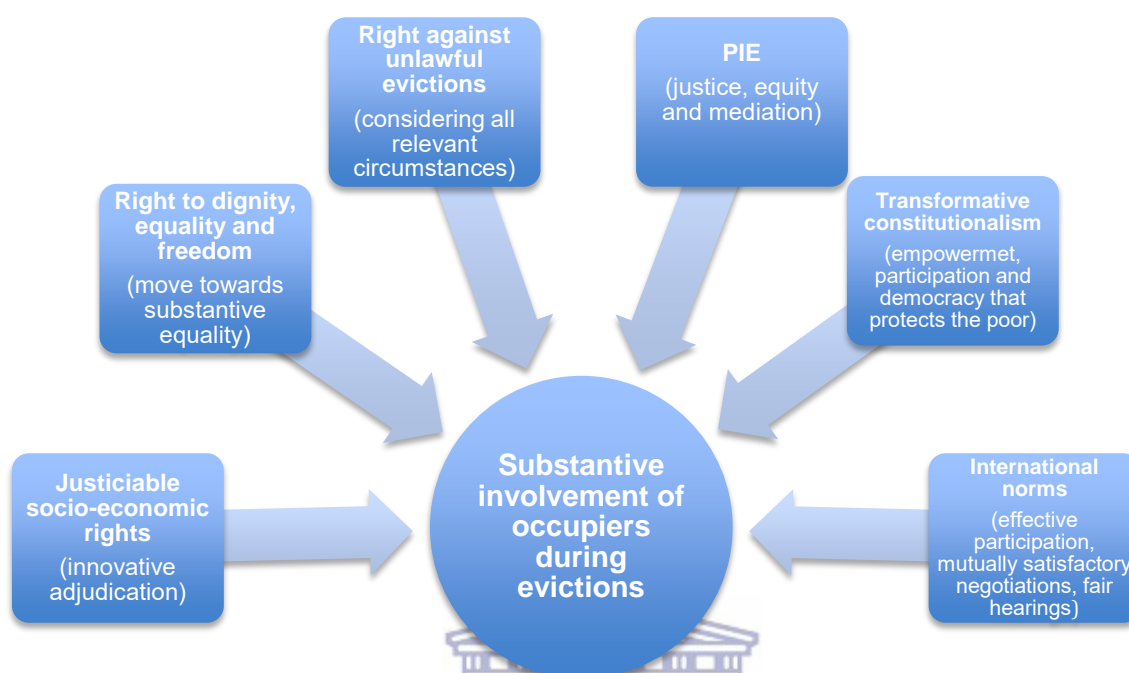 Justiciable
socio-economic
rights
(innovative
adjudication)
Right to dignity,
equality and
freedom
(move towards
substantive
equality)
Right against
unlawful
evictions
(considering all
relevant
circumstances)
PIE
(justice, equity
and mediation)
Transformative
constitutionalism
(empowermet,
participation and
democracy that
protects the poor)
International
norms
(effective
participation,
mutually satisfactory
negotiations, fair
hearings)
Substantive
involvement of
occupiers
during
evictions